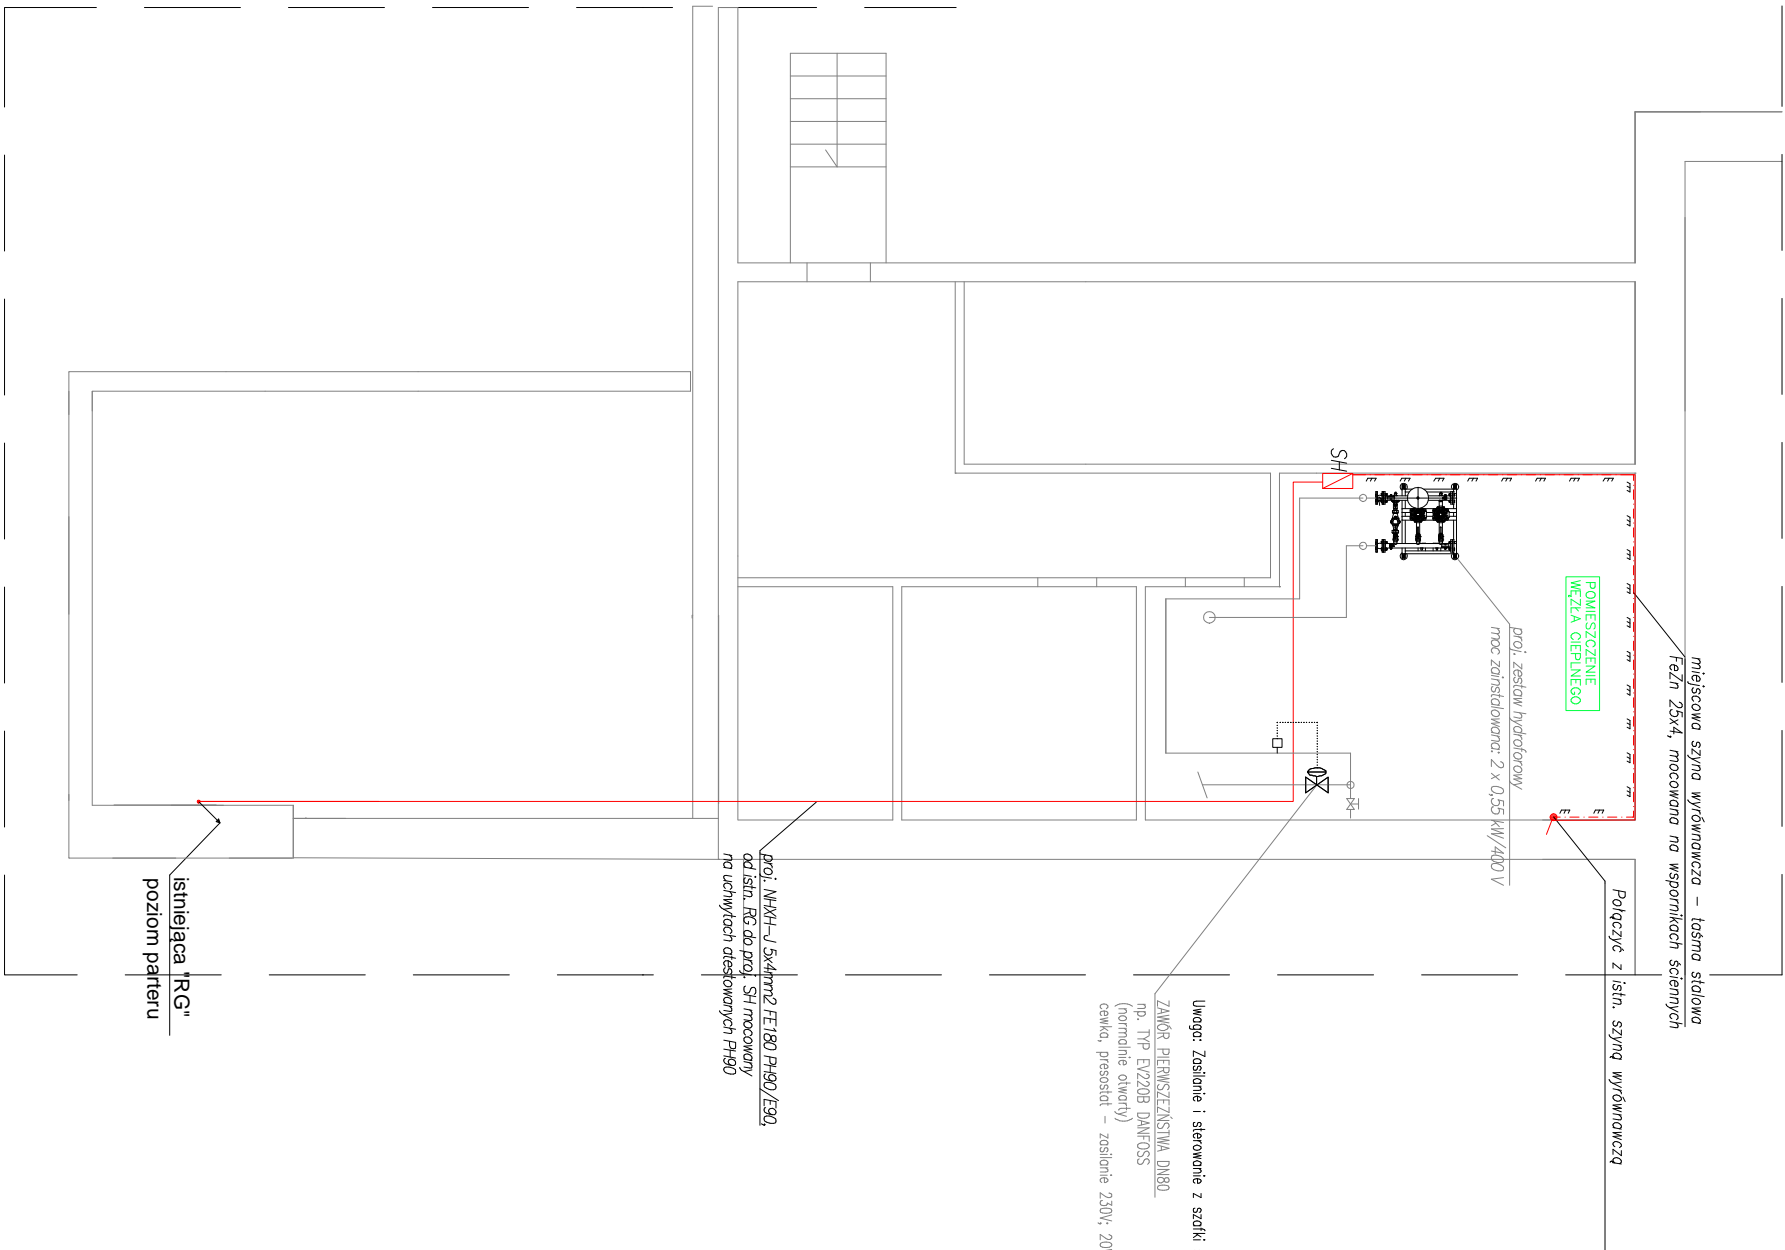 miejscowa szyna wyrównawcza – taśma stalowa
FeZn 25x4, mocowana na wspornikach ściennych
Połączyć z istn. szyną wyrównawczą
POMIESZCZENIE
WĘZŁA CIEPLNEGO
proj. zestaw hydroforowy
moc zainstalowana: 2 x 0,55 kW/400 V
SH
Uwaga: Zasilanie i sterowanie z szafki
ZAWÓR PIERWSZEŻŃSTWA DN80
np. TYP EV220B DANFOSS
(normalnie otwarty)
cewka, presostat – zasilanie 230V; 20
proj. NHXH–J 5x4mm2 FE180 PH90/E90,
od istn. RG do proj. SH mocowany
na uchwytach atestowanych PH90
istniejąca "RG"
poziom parteru